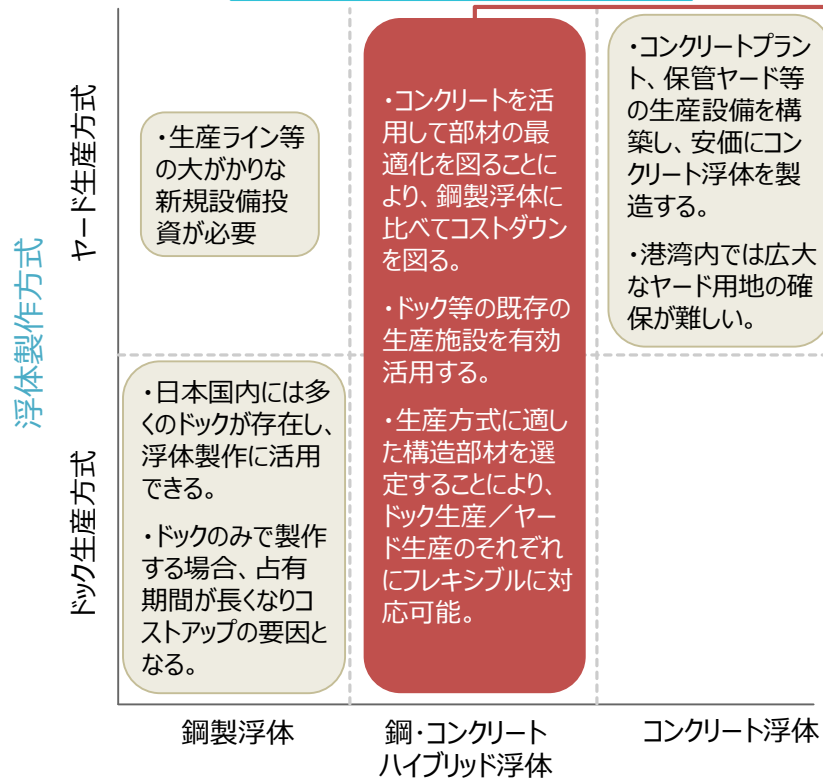 浮体製作方式
ヤード生産方式
ドック生産方式
・生産ライン等
の大がかりな
新規設備投
資が必要
・コンクリートを活
用して部材の最
適化を図ることに
より、鋼製浮体に
比べてコストダウン
を図る。
・ドック等の既存の
生産施設を有効
活用する。
・生産方式に適し
た構造部材を選
定することにより、
ドック生産／ヤー
ド生産のそれぞれ
にフレキシブルに対
応可能。
・コンクリートプラン
ト、保管ヤード等
の生産設備を構
築し、安価にコン
クリート浮体を製
造する。
・港湾内では広大
なヤード用地の確
保が難しい。
・日本国内には多
くのドックが存在し、
浮体製作に活用
できる。
・ドックのみで製作
する場合、占有
期間が長くなりコ
ストアップの要因と
なる。
鋼製浮体
鋼・コンクリート
ハイブリッド浮体
コンクリート浮体